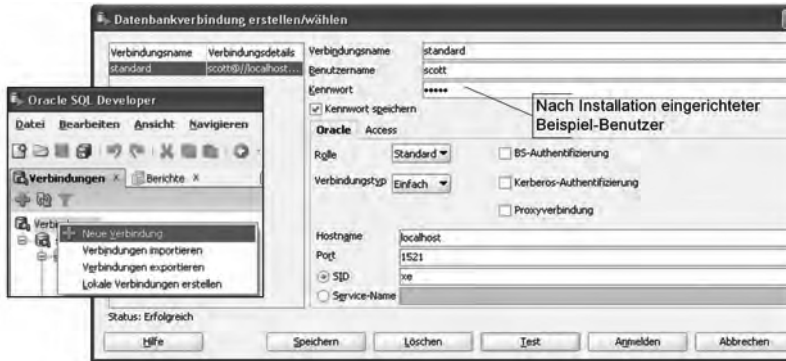 Datenbankverbindung erstellen/wählen
Verbindungsname Verbindungsdetails
standard scott@//localhost...
Verbindungsname standard
Benutzername scott
Kennwort •••••
Kennwort speichern
Nach Installation eingerichteter
Beispiel-Benutzer
Oracle Access
Rolle Standard
BS-Authentifizierung
Verbindungstyp Einfach
Kerberos-Authentifizierung
Proxyverbindung
Hostname localhost
Port 1521
SID xe
Service-Name
Status: Erfolgreich
Hilfe Speichern Löschen Test Anmelden Abbrechen
Oracle SQL Developer
Datei Bearbeiten Ansicht Navigieren
Verbindungen x Berichte x
Neue Verbindung...
Verbindungen importieren
Verbindungen exportieren
Lokale Verbindungen erstellen